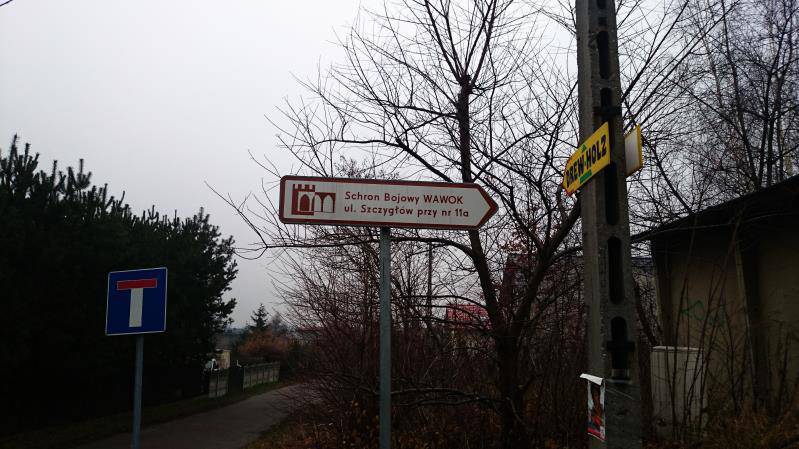 Schron Bojowy WAWOK
ul. Szczygłów przy nr 11a
DREW-HOLZ